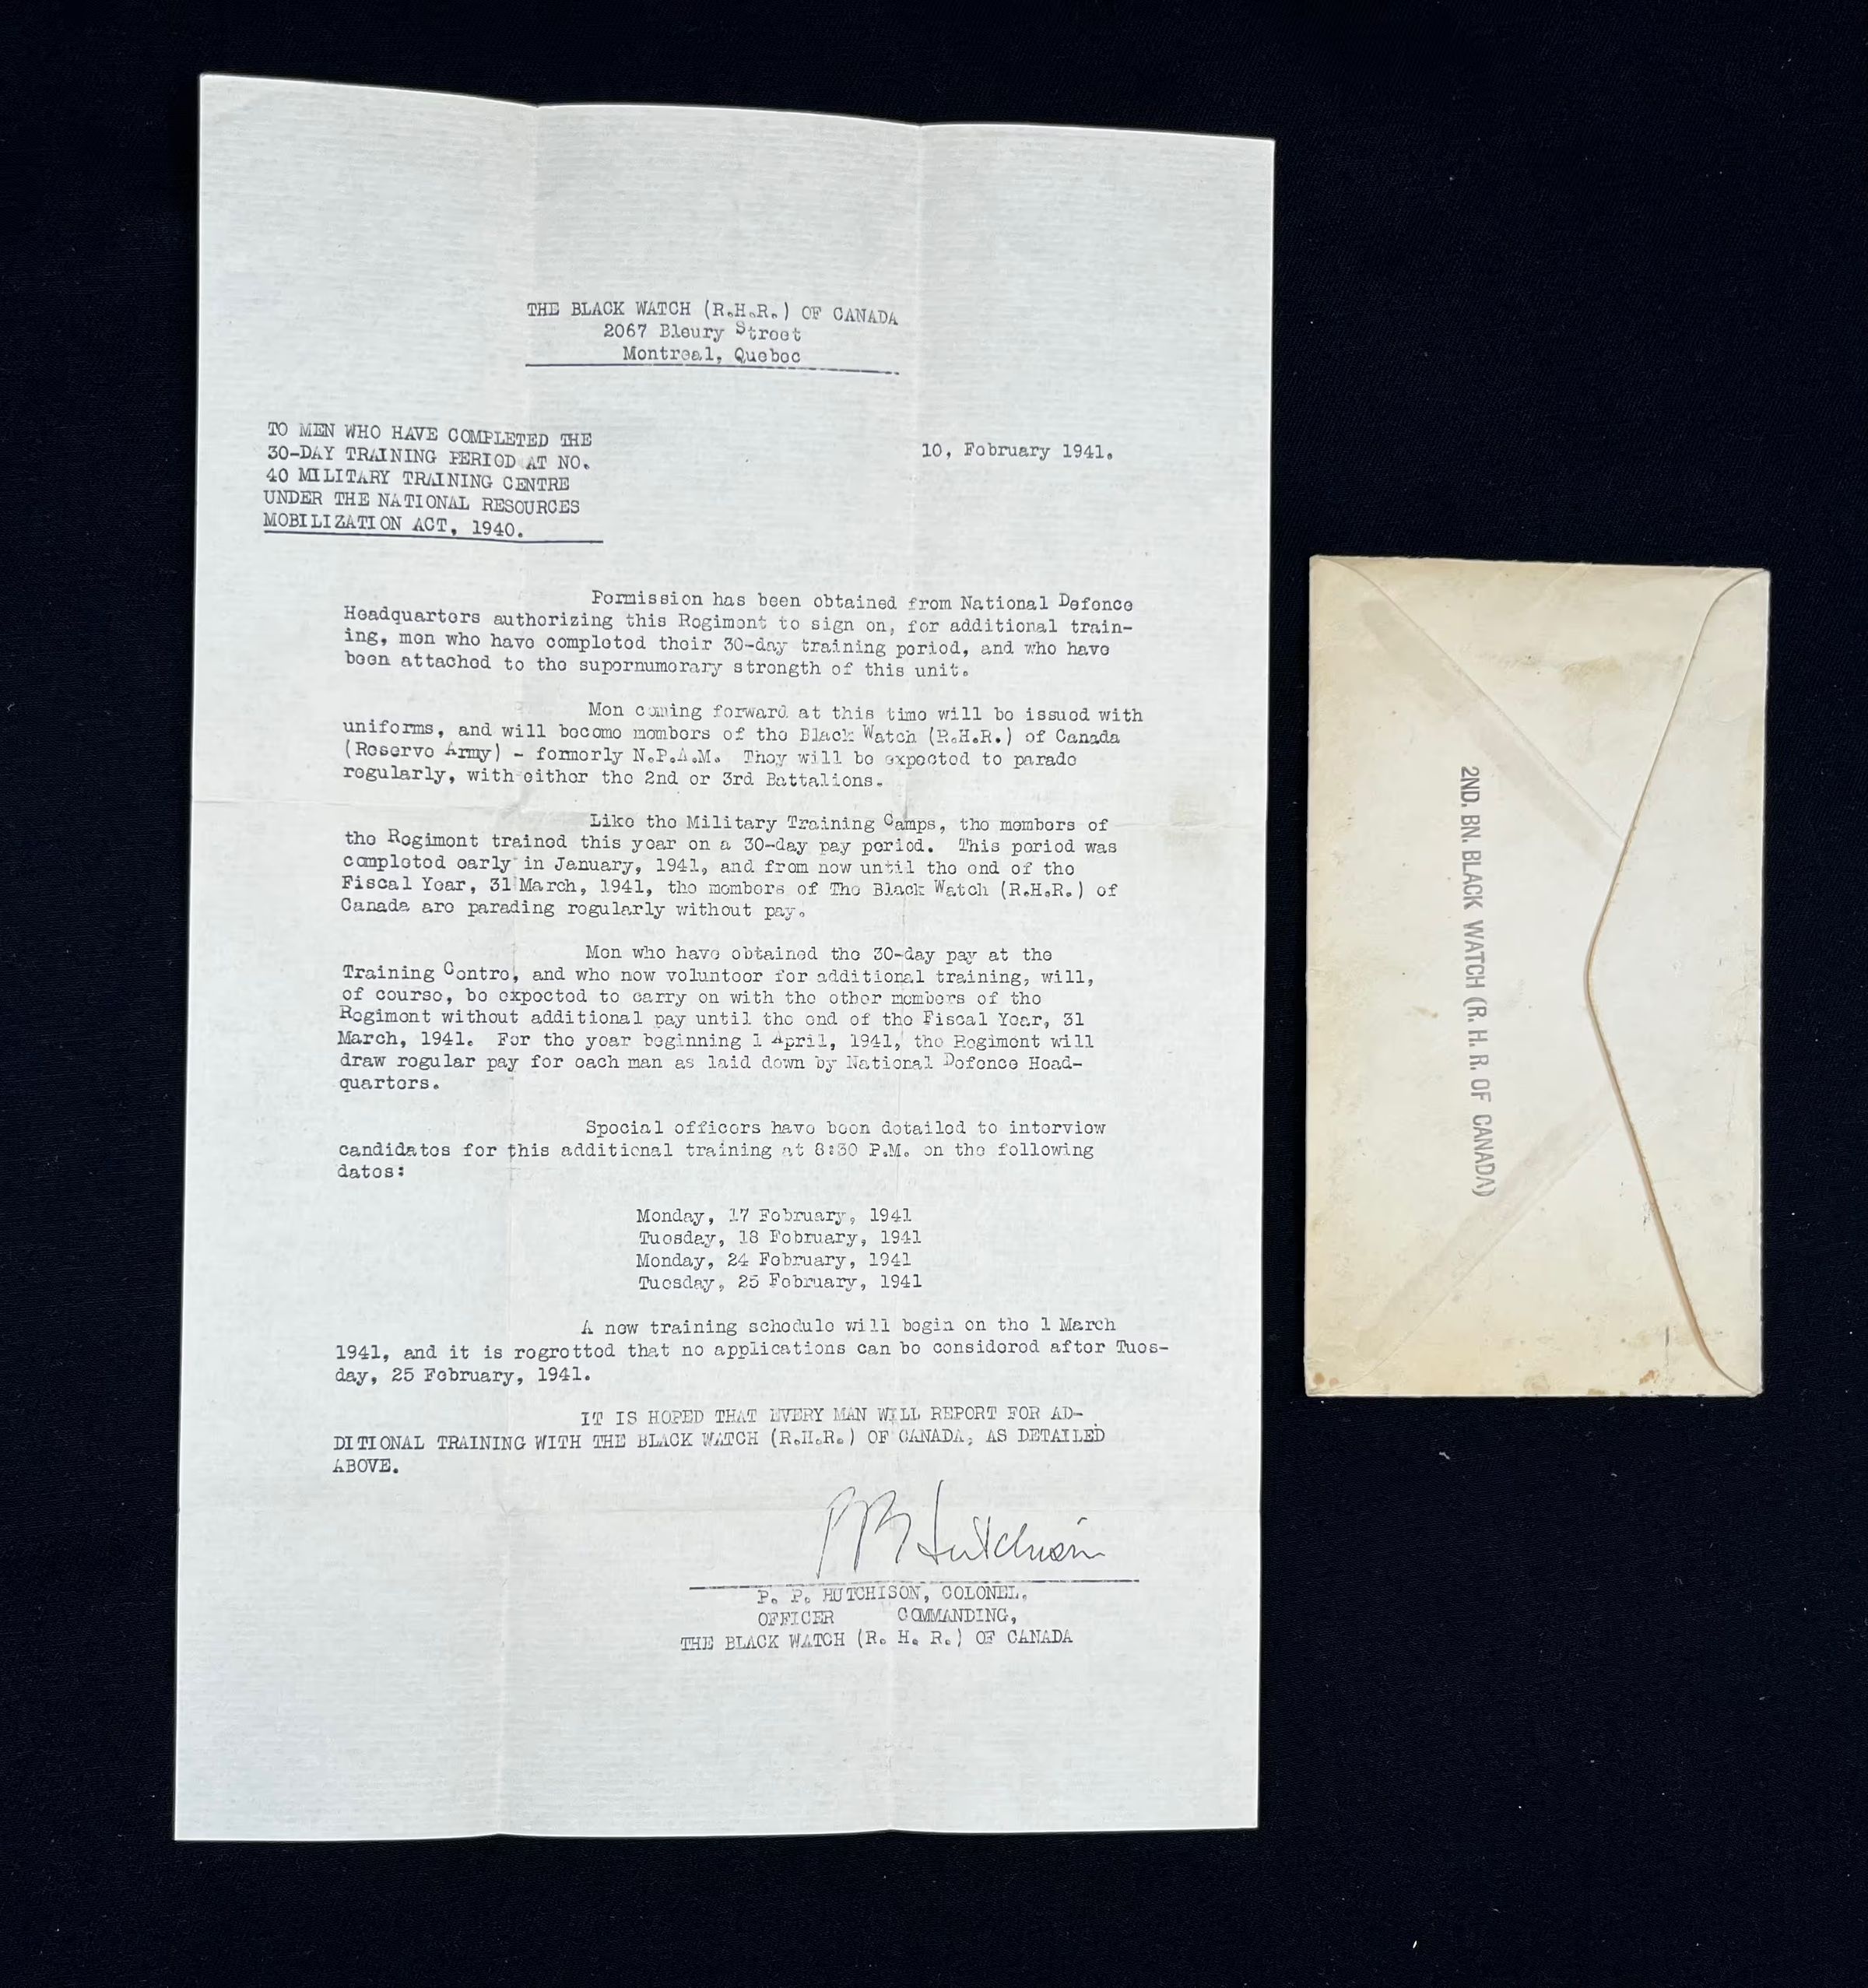 THE BLACK WATCH (R.H.R.) OF CANADA
2067 Bleury Street
Montreal, Quebec
TO MEN WHO HAVE COMPLETED THE
30-DAY TRAINING PERIOD AT NO.
40 MILITARY TRAINING CENTRE
UNDER THE NATIONAL RESOURCES
MOBILIZATION ACT, 1940.
10, February 1941.
Permission has been obtained from National Defence
Headquarters authorizing this Regiment to sign on, for additional train-
ing, men who have completed their 30-day training period, and who have
been attached to the supernumerary strength of this unit.
Men coming forward at this time will be issued with
uniforms, and will become members of the Black Watch (R.H.R.) of Canada
(Reserve Army) - formerly N.P.A.M. They will be expected to parade
regularly, with either the 2nd or 3rd Battalions.
Like the Military Training Camps, the members of
the Regiment trained this year on a 30-day pay period. This period was
completed early in January, 1941, and from now until the end of the
Fiscal Year, 31 March, 1941, the members of The Black Watch (R.H.R.) of
Canada are parading regularly without pay.
Men who have obtained the 30-day pay at the
Training Centre, and who now volunteer for additional training, will,
of course, be expected to carry on with the other members of the
Regiment without additional pay until the end of the Fiscal Year, 31
March, 1941. For the year beginning 1 April, 1941, the Regiment will
draw regular pay for each man as laid down by National Defence Head-
quarters.
Special officers have been detailed to interview
candidates for this additional training at 8:30 P.M. on the following
dates:
Monday, 17 February, 1941
Tuesday, 18 February, 1941
Monday, 24 February, 1941
Tuesday, 25 February, 1941
A new training schedule will begin on the 1 March
1941, and it is regretted that no applications can be considered after Tues-
day, 25 February, 1941.
IT IS HOPED THAT EVERY MAN WILL REPORT FOR AD-
DITIONAL TRAINING WITH THE BLACK WATCH (R.H.R.) OF CANADA, AS DETAILED
ABOVE.
PP Hutchison
P. P. HUTCHISON, COLONEL,
OFFICER COMMANDING,
THE BLACK WATCH (R. H. R.) OF CANADA
2ND. BN. BLACK WATCH (R. H. R. OF CANADA)